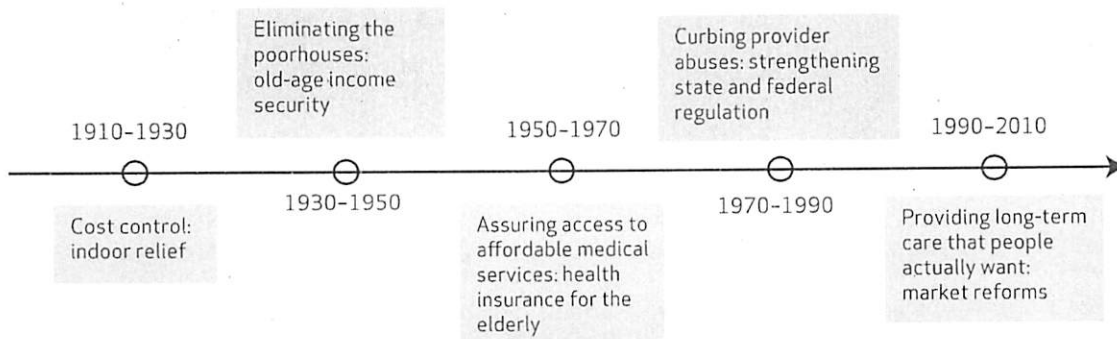 Eliminating the
poorhouses:
old-age income
security
Curbing provider
abuses: strengthening
state and federal
regulation
1910-1930
1950-1970
1990-2010
1930-1950
1970-1990
Cost control:
indoor relief
Assuring access to
affordable medical
services: health
insurance for the
elderly
Providing long-term
care that people
actually want:
market reforms